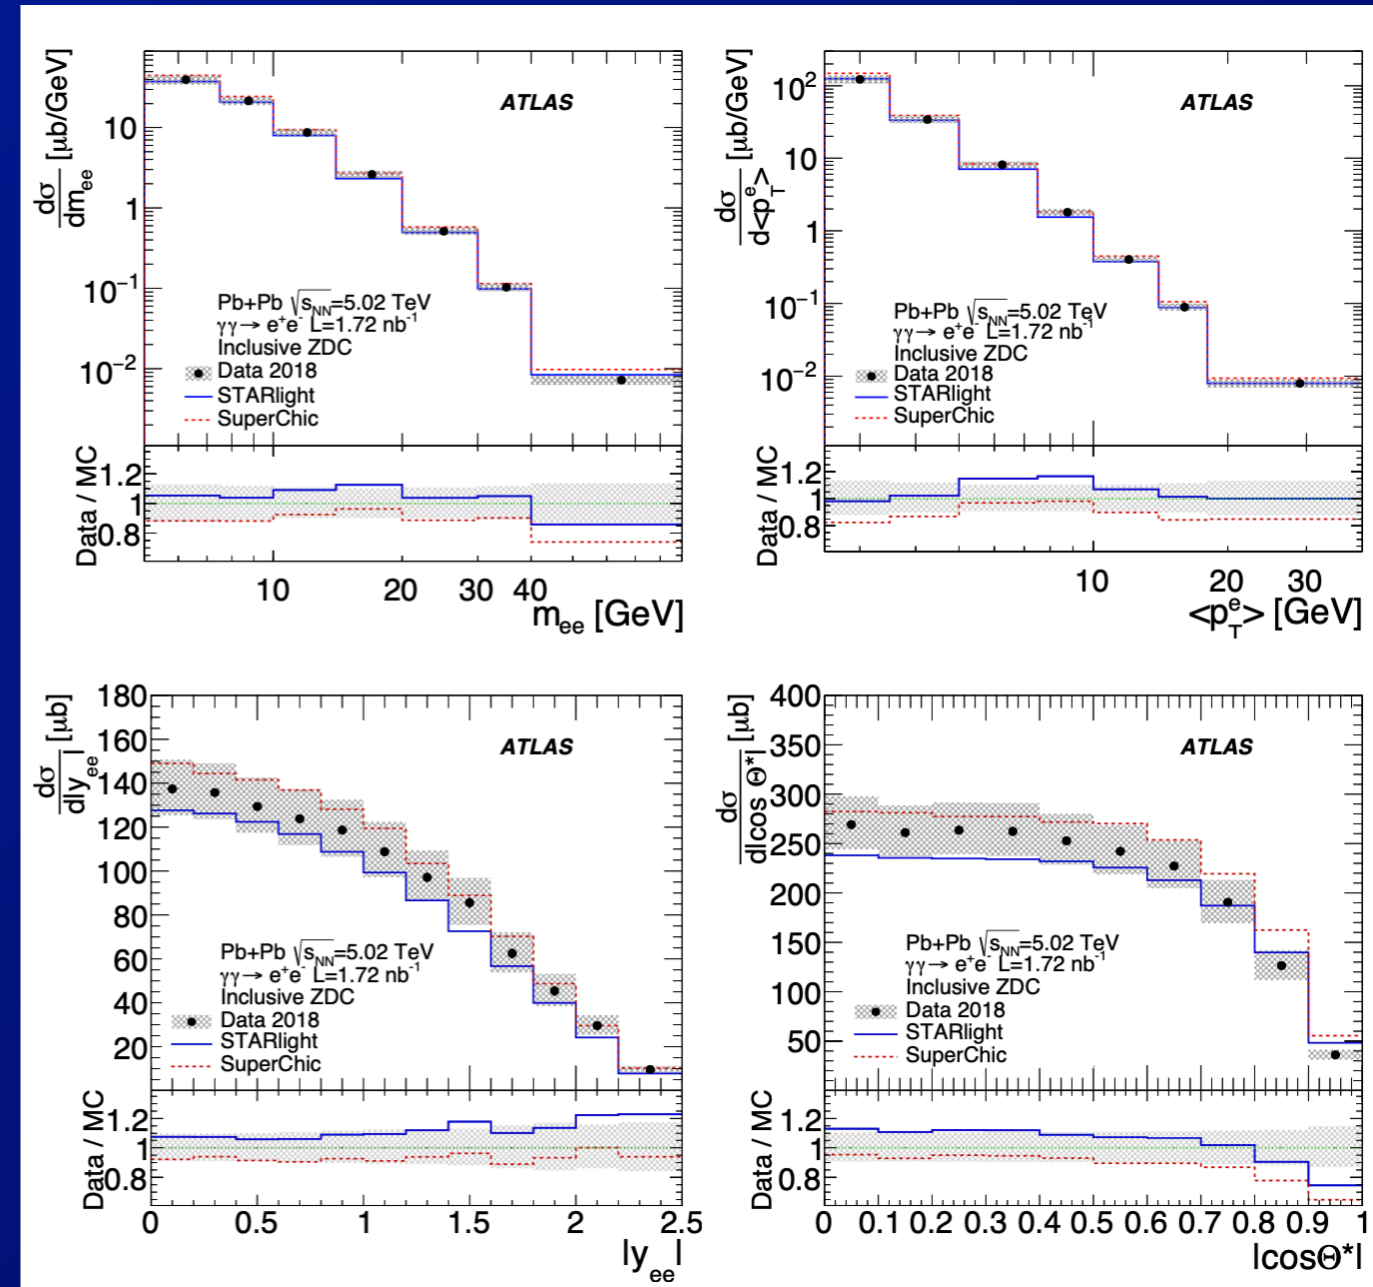 dσ/dm_ee [μb/GeV]
ATLAS
10
1
10⁻¹
10⁻²
Pb+Pb √s_NN=5.02 TeV
γγ→ e⁺e⁻ L=1.72 nb⁻¹
Inclusive ZDC
Data 2018
STARlight
SuperChic
Data / MC
1.2
1
0.8
10 20 30 40
m_ee [GeV]
dσ/d<p_T^e> [μb/GeV]
ATLAS
10²
10
1
10⁻¹
10⁻²
Pb+Pb √s_NN=5.02 TeV
γγ→ e⁺e⁻ L=1.72 nb⁻¹
Inclusive ZDC
Data 2018
STARlight
SuperChic
Data / MC
1.2
1
0.8
10 20 30
<p_T^e> [GeV]
dσ/d|y_ee| [μb]
ATLAS
180
160
140
120
100
80
60
40
20
Pb+Pb √s_NN=5.02 TeV
γγ→ e⁺e⁻ L=1.72 nb⁻¹
Inclusive ZDC
Data 2018
STARlight
SuperChic
Data / MC
1.2
1
0.8
0 0.5 1 1.5 2 2.5
|y_ee|
dσ/d|cos Θ*| [μb]
ATLAS
400
350
300
250
200
150
100
50
Pb+Pb √s_NN=5.02 TeV
γγ→ e⁺e⁻ L=1.72 nb⁻¹
Inclusive ZDC
Data 2018
STARlight
SuperChic
Data / MC
1.2
1
0.8
0 0.1 0.2 0.3 0.4 0.5 0.6 0.7 0.8 0.9 1
|cosΘ*|